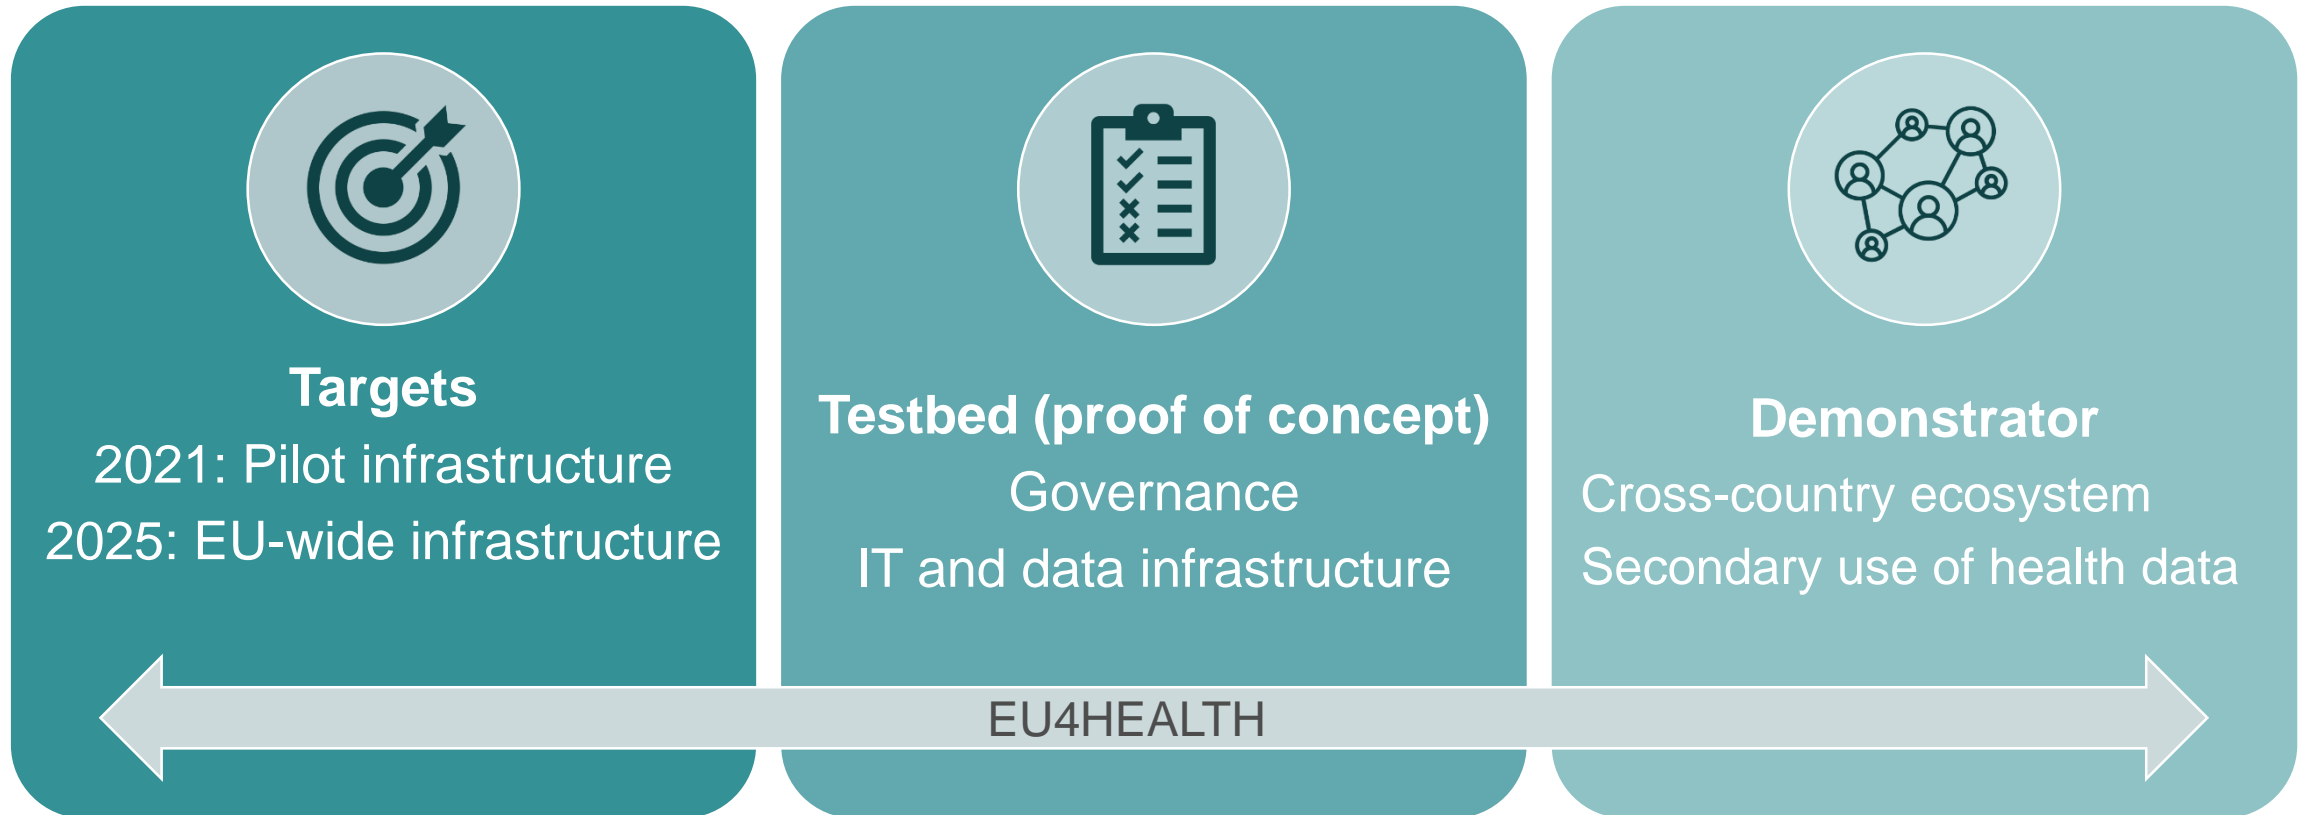 Targets
2021: Pilot infrastructure
2025: EU-wide infrastructure
Testbed (proof of concept)
Governance
IT and data infrastructure
Demonstrator
Cross-country ecosystem
Secondary use of health data
EU4HEALTH